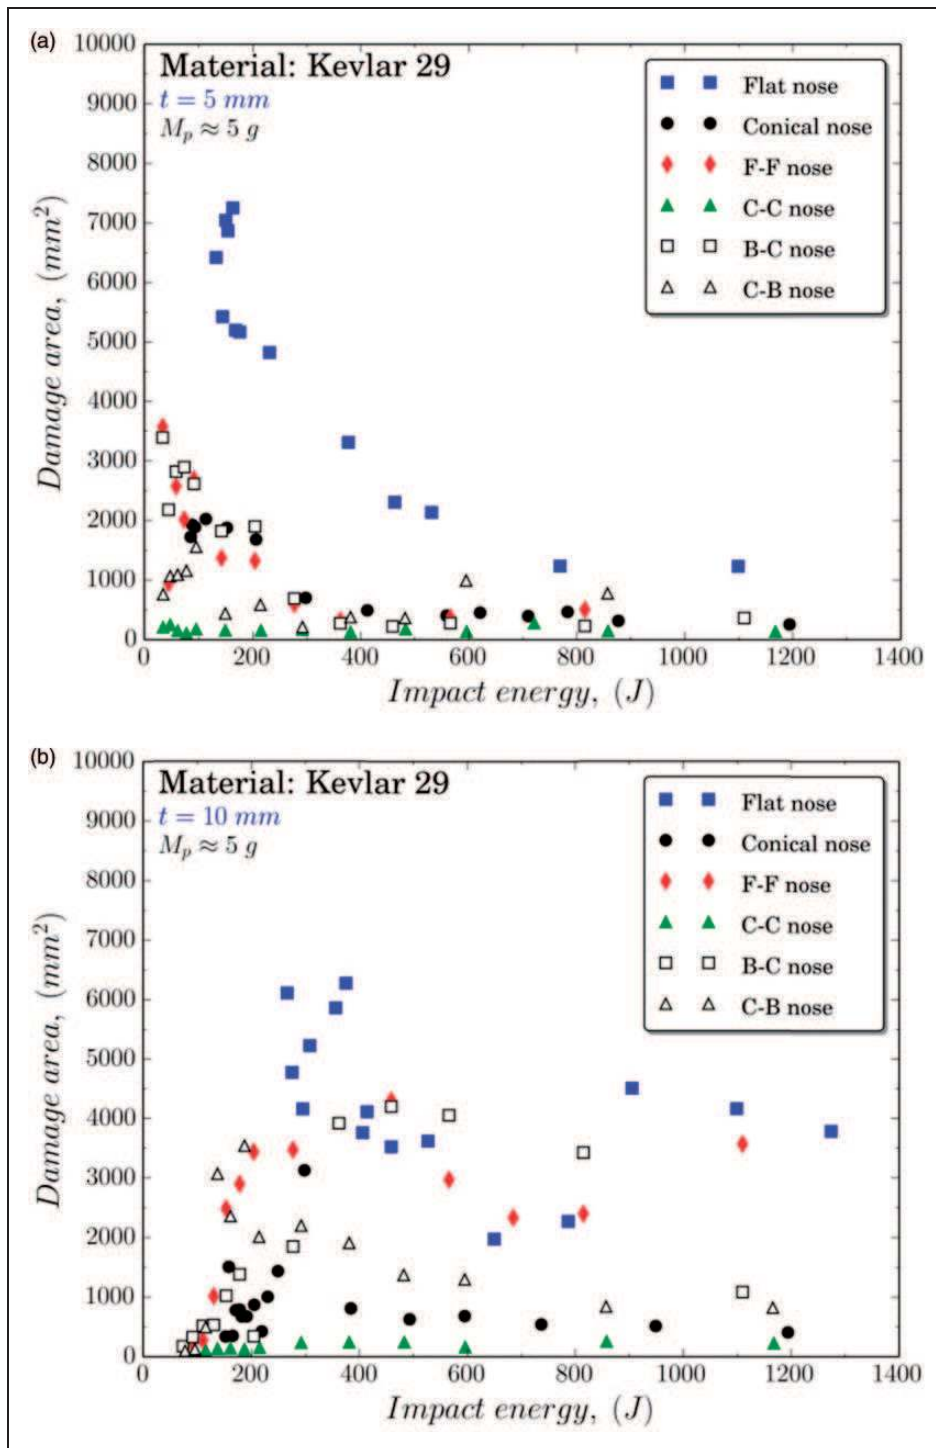 (a)
10000
9000
8000
7000
6000
5000
4000
3000
2000
1000
0
Damage area, (mm²)
Material: Kevlar 29
t = 5 mm
Mₚ ≈ 5 g
Flat nose
Conical nose
F-F nose
C-C nose
B-C nose
C-B nose
0 200 400 600 800 1000 1200 1400
Impact energy, (J)
(b)
10000
9000
8000
7000
6000
5000
4000
3000
2000
1000
0
Damage area, (mm²)
Material: Kevlar 29
t = 10 mm
Mₚ ≈ 5 g
Flat nose
Conical nose
F-F nose
C-C nose
B-C nose
C-B nose
0 200 400 600 800 1000 1200 1400
Impact energy, (J)